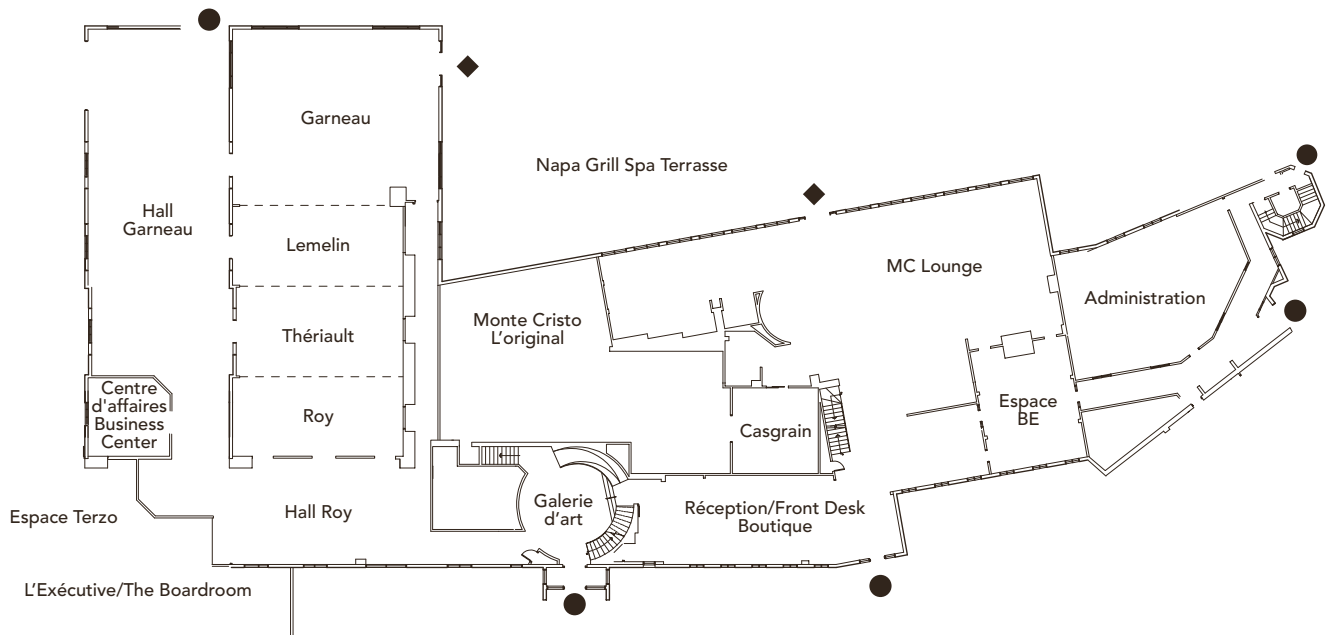 Garneau
Napa Grill Spa Terrasse
Hall
Garneau
Lemelin
MC Lounge
Administration
Monte Cristo
L'original
Thériault
Centre
d'affaires
Business
Center
Roy
Casgrain
Espace
BE
Espace Terzo
Hall Roy
Galerie
d'art
Réception/Front Desk
Boutique
L'Exécutive/The Boardroom